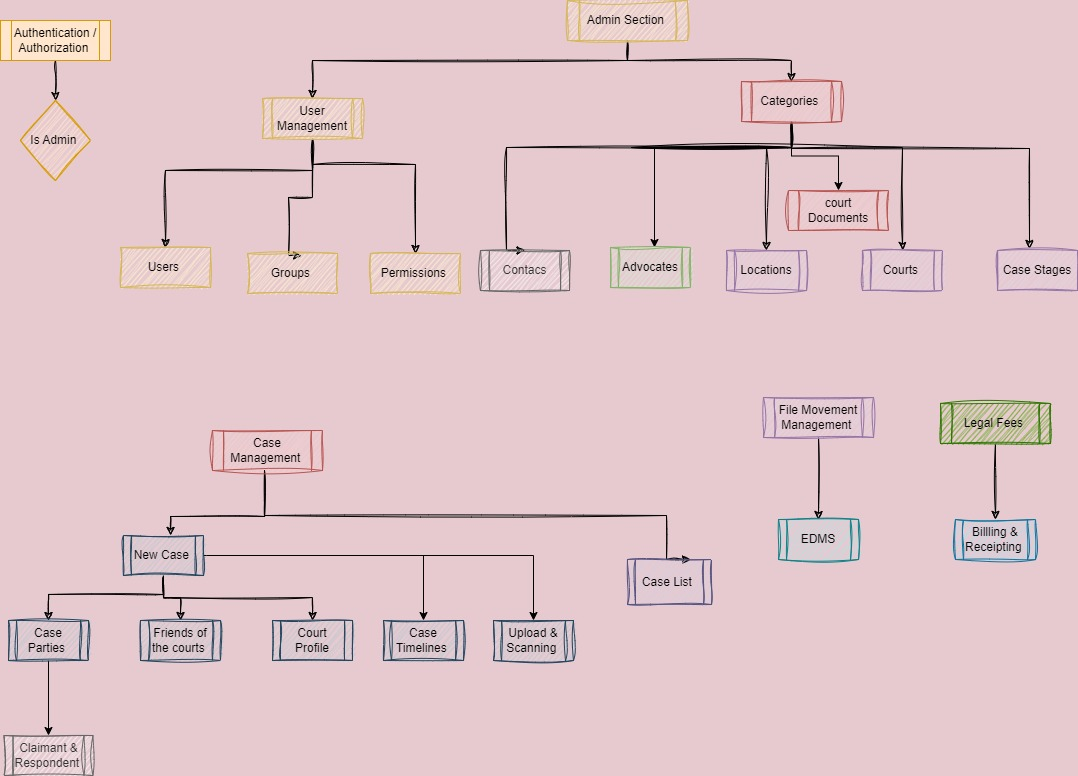 Authentication /
Authorization
Is Admin
Admin Section
User
Management
Categories
Users
Groups
Permissions
court
Documents
Contacs
Advocates
Locations
Courts
Case Stages
Case
Management
File Movement
Management
Legal Fees
New Case
Case List
EDMS
Billling &
Receipting
Case
Parties
Friends of
the courts
Court
Profile
Case
Timelines
Upload &
Scanning
Claimant &
Respondent